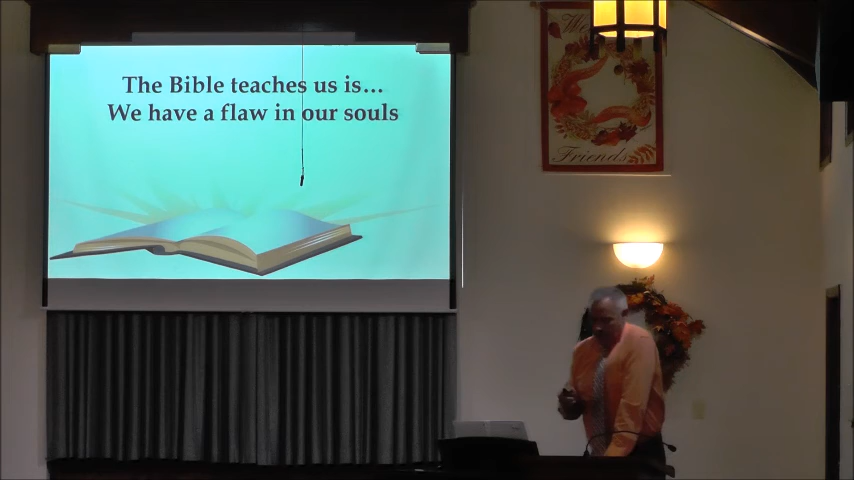 The Bible teaches us is…
We have a flaw in our souls
Friends